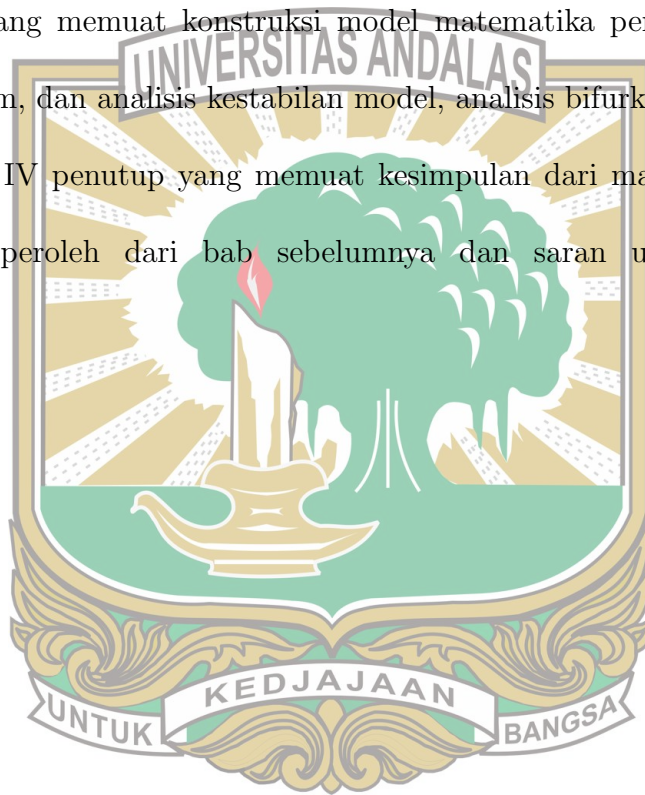 ang memuat konstruksi model matematika per
UNIVERSITAS ANDALAS
m, dan analisis kestabilan model, analisis bifurk
IV penutup yang memuat kesimpulan dari ma
peroleh dari bab sebelumnya dan saran u
KEDJAJAAN
UNTUK
BANGSA